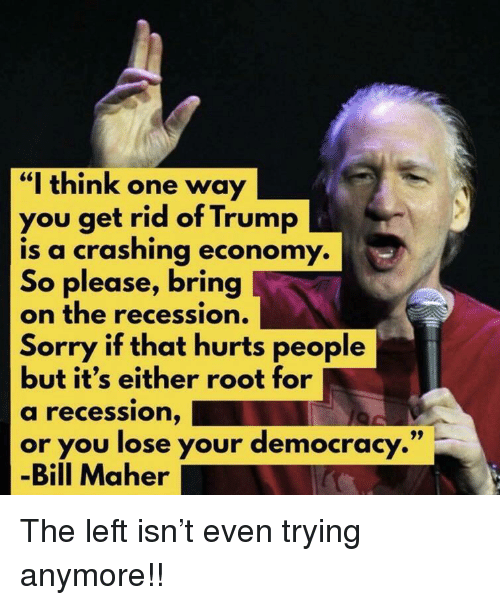 “I think one way
you get rid of Trump
is a crashing economy.
So please, bring
on the recession.
Sorry if that hurts people
but it’s either root for
a recession,
or you lose your democracy.”
-Bill Maher
The left isn’t even trying
anymore!!